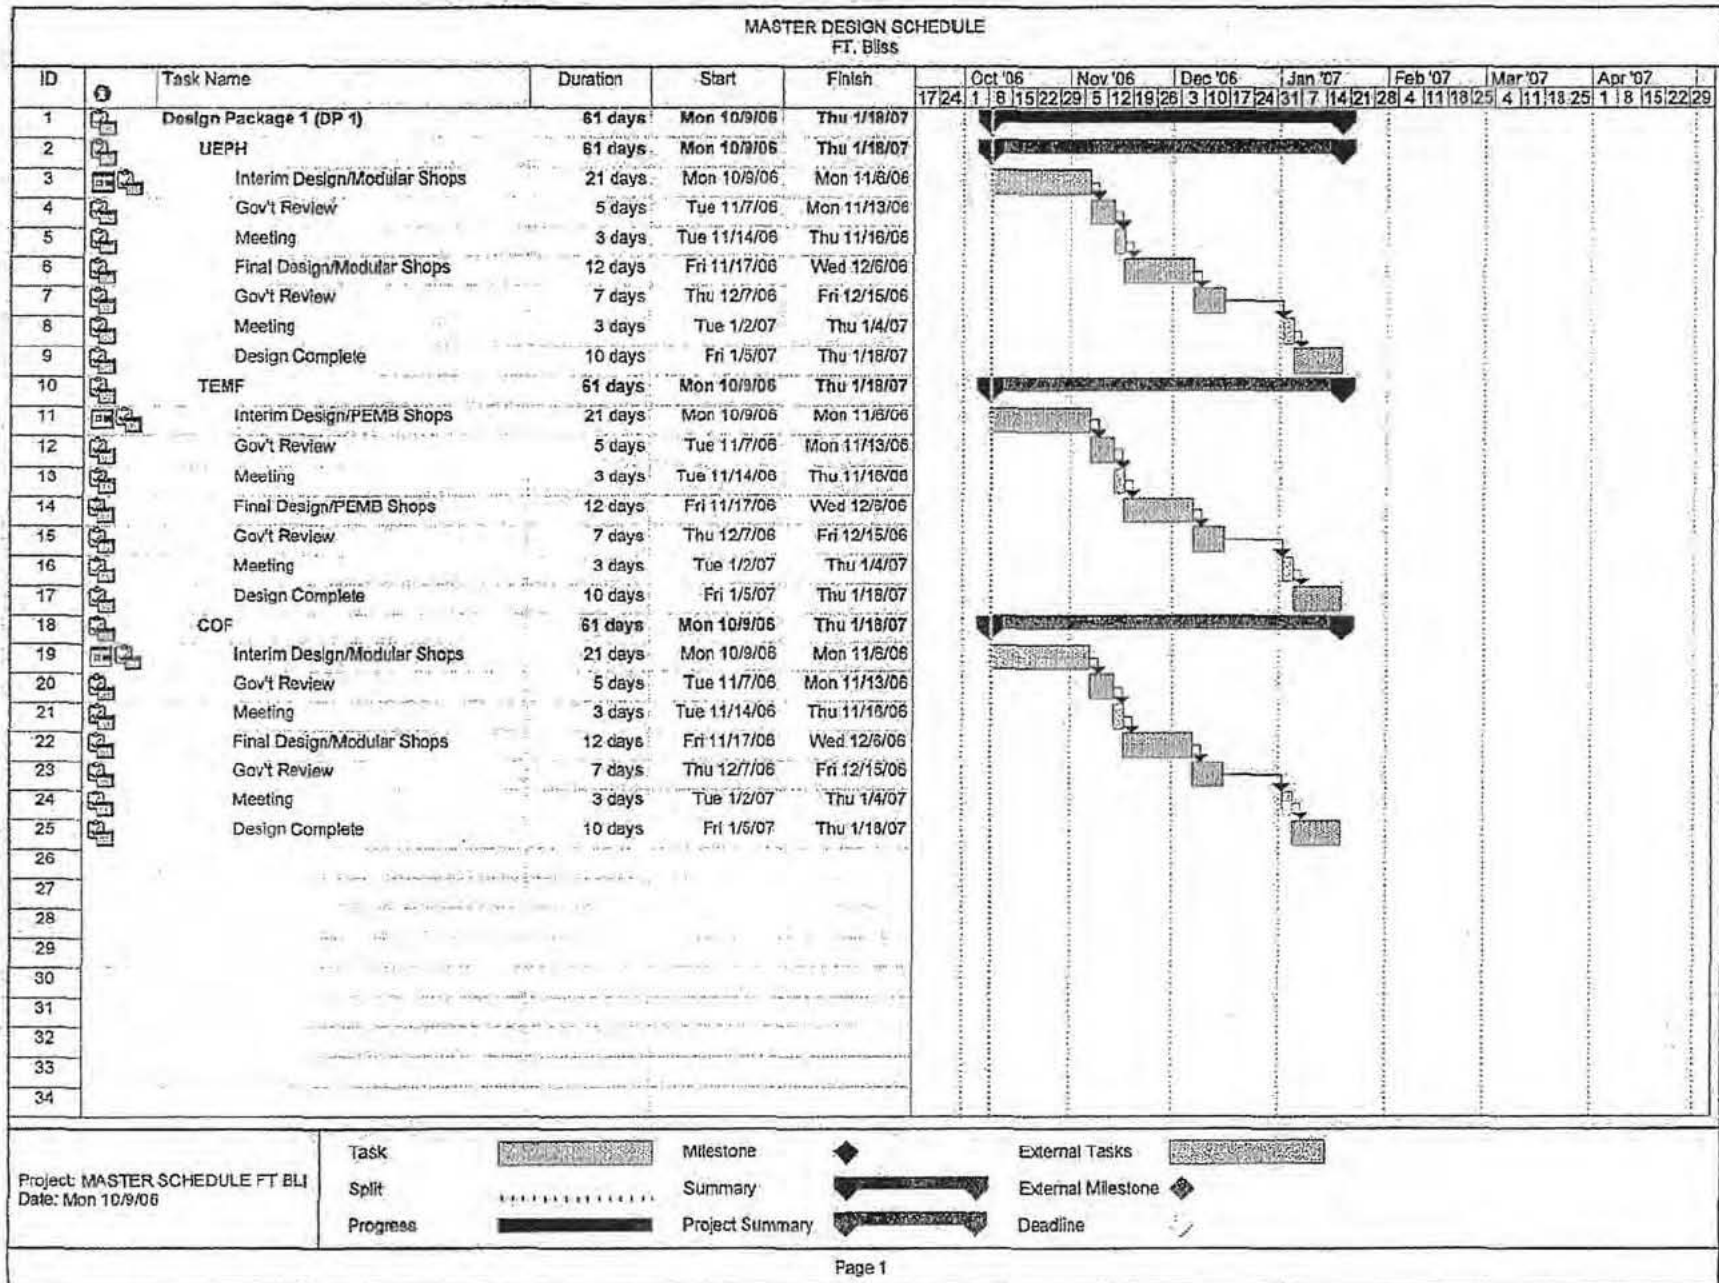 MASTER DESIGN SCHEDULE
FT. Bliss
ID Task Name Duration Start Finish Oct '06 Nov '06 Dec '06 Jan '07 Feb '07 Mar '07 Apr '07
17 24 1 8 15 22 29 5 12 19 26 3 10 17 24 31 7 14 21 28 4 11 18 25 4 11 18 25 1 8 15 22 29
1 Design Package 1 (DP 1) 61 days Mon 10/9/06 Thu 1/18/07
2 UEPH 61 days Mon 10/9/06 Thu 1/18/07
3 Interim Design/Modular Shops 21 days Mon 10/9/06 Mon 11/6/06
4 Gov't Review 5 days Tue 11/7/06 Mon 11/13/06
5 Meeting 3 days Tue 11/14/06 Thu 11/16/06
6 Final Design/Modular Shops 12 days Fri 11/17/06 Wed 12/6/06
7 Gov't Review 7 days Thu 12/7/06 Fri 12/15/06
8 Meeting 3 days Tue 1/2/07 Thu 1/4/07
9 Design Complete 10 days Fri 1/5/07 Thu 1/18/07
10 TEMF 61 days Mon 10/9/06 Thu 1/18/07
11 Interim Design/PEMB Shops 21 days Mon 10/9/06 Mon 11/6/06
12 Gov't Review 5 days Tue 11/7/06 Mon 11/13/06
13 Meeting 3 days Tue 11/14/06 Thu 11/16/06
14 Final Design/PEMB Shops 12 days Fri 11/17/06 Wed 12/6/06
15 Gov't Review 7 days Thu 12/7/06 Fri 12/15/06
16 Meeting 3 days Tue 1/2/07 Thu 1/4/07
17 Design Complete 10 days Fri 1/5/07 Thu 1/18/07
18 COF 61 days Mon 10/9/06 Thu 1/18/07
19 Interim Design/Modular Shops 21 days Mon 10/9/06 Mon 11/6/06
20 Gov't Review 5 days Tue 11/7/06 Mon 11/13/06
21 Meeting 3 days Tue 11/14/06 Thu 11/16/06
22 Final Design/Modular Shops 12 days Fri 11/17/06 Wed 12/6/06
23 Gov't Review 7 days Thu 12/7/06 Fri 12/15/06
24 Meeting 3 days Tue 1/2/07 Thu 1/4/07
25 Design Complete 10 days Fri 1/5/07 Thu 1/18/07
26
27
28
29
30
31
32
33
34
Project: MASTER SCHEDULE FT BLI
Date: Mon 10/9/06
Task Milestone External Tasks
Split Summary External Milestone
Progress Project Summary Deadline
Page 1